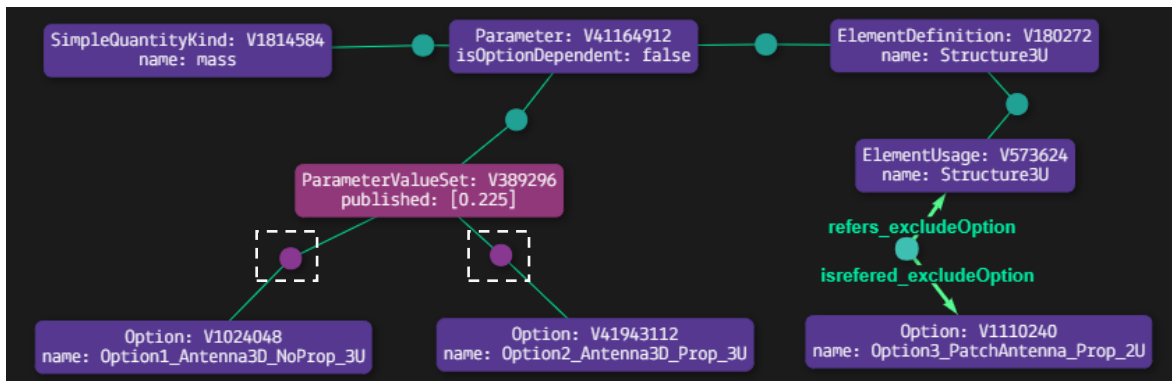 SimpleQuantityKind: V1814584
name: mass
Parameter: V41164912
isOptionDependent: false
ElementDefinition: V180272
name: Structure3U
ElementUsage: V573624
name: Structure3U
ParameterValueSet: V389296
published: [0.225]
refers_excludeOption
isrefered_excludeOption
Option: V1024048
name: Option1_Antenna3D_NoProp_3U
Option: V41943112
name: Option2_Antenna3D_Prop_3U
Option: V1110240
name: Option3_PatchAntenna_Prop_2U